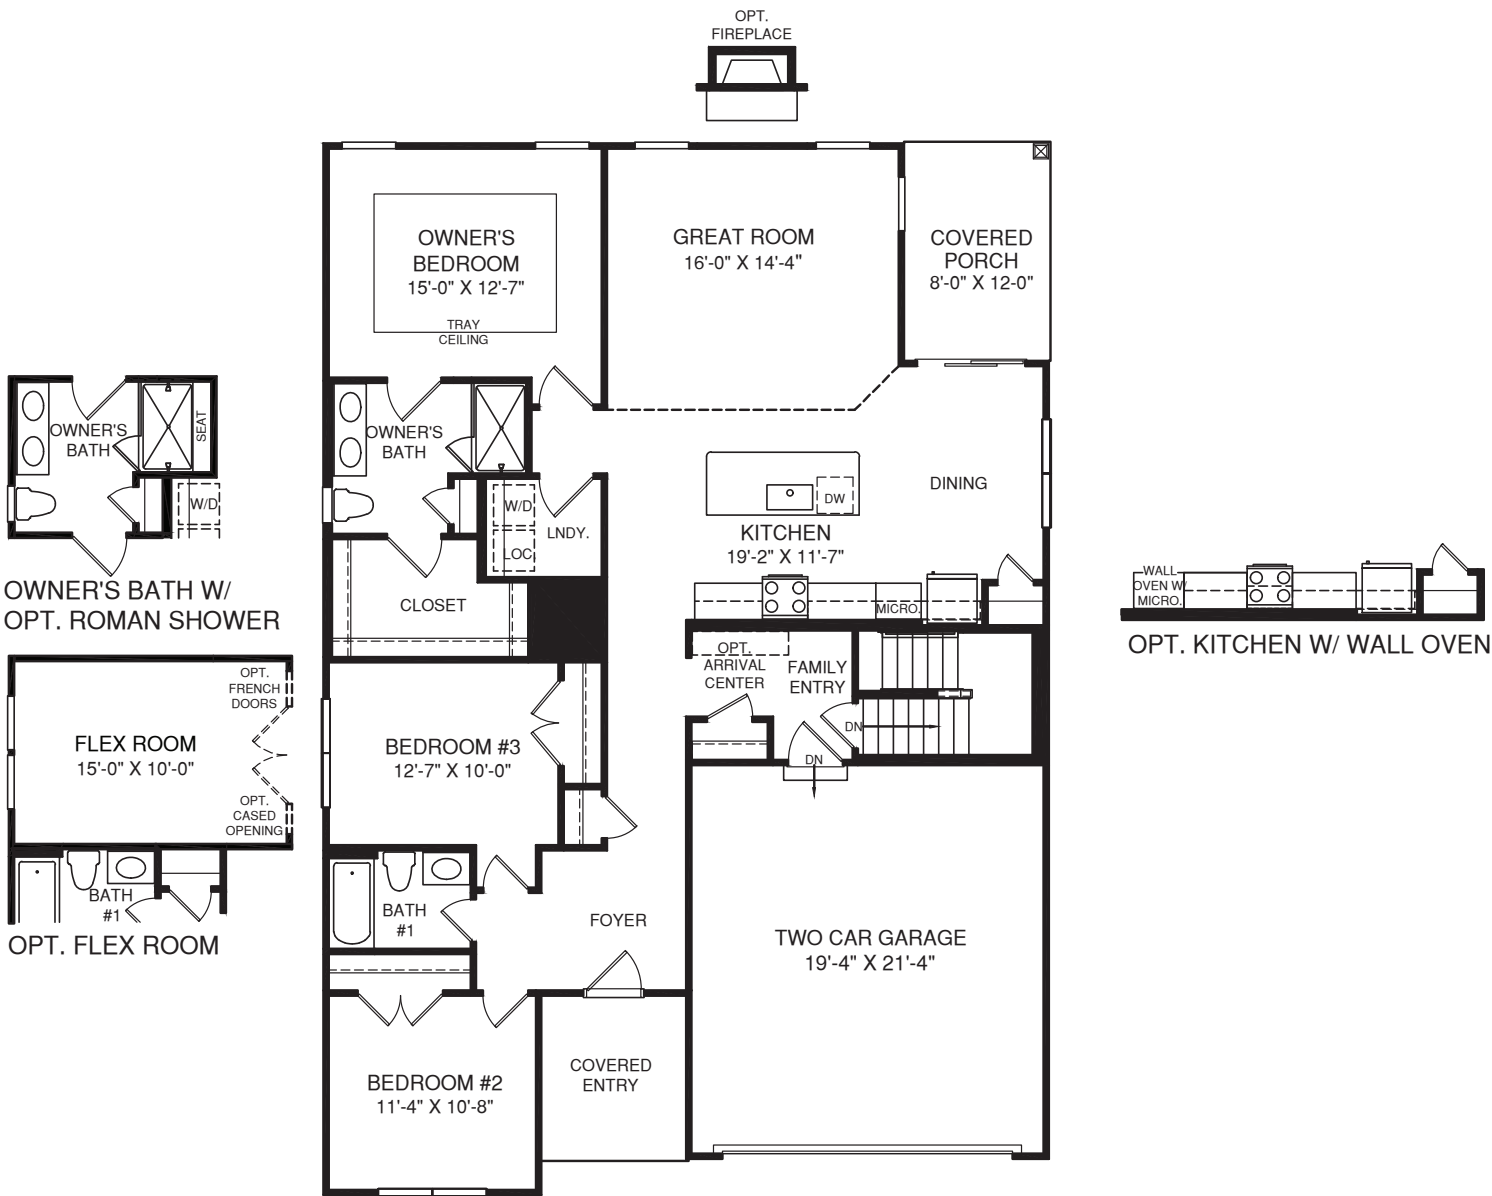 OPT.
FIREPLACE
OWNER'S
BEDROOM
15'-0" X 12'-7"
TRAY
CEILING
GREAT ROOM
16'-0" X 14'-4"
COVERED
PORCH
8'-0" X 12-0"
OWNER'S
BATH
SEAT
W/D
OWNER'S BATH W/
OPT. ROMAN SHOWER
OWNER'S
BATH
W/D
LOC.
LNDY.
CLOSET
DW
KITCHEN
19'-2" X 11'-7"
DINING
MICRO.
WALL
OVEN W/
MICRO.
OPT. KITCHEN W/ WALL OVEN
OPT.
ARRIVAL
CENTER
FAMILY
ENTRY
DN
DN
OPT.
FRENCH
DOORS
FLEX ROOM
15'-0" X 10'-0"
OPT.
CASED
OPENING
BATH
#1
OPT. FLEX ROOM
BEDROOM #3
12'-7" X 10'-0"
BATH
#1
FOYER
TWO CAR GARAGE
19'-4" X 21'-4"
BEDROOM #2
11'-4" X 10'-8"
COVERED
ENTRY